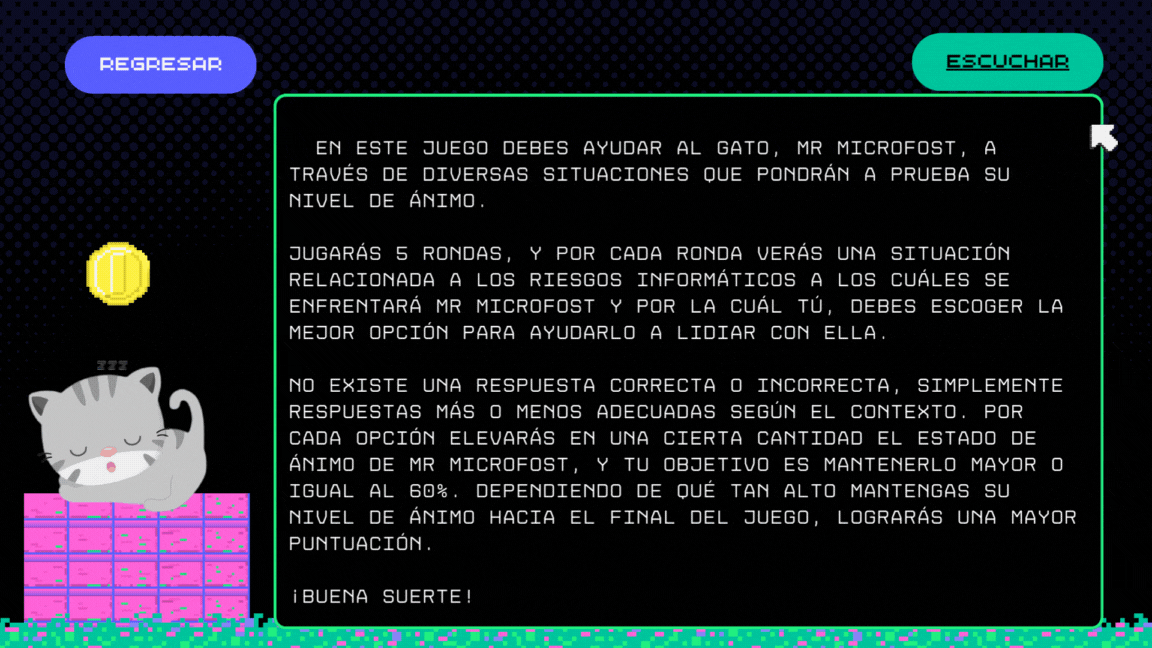 REGRESAR
ESCUCHAR
EN ESTE JUEGO DEBES AYUDAR AL GATO, MR MICROFOST, A
TRAVÉS DE DIVERSAS SITUACIONES QUE PONDRÁN A PRUEBA SU
NIVEL DE ÁNIMO.
JUGARÁS 5 RONDAS, Y POR CADA RONDA VERÁS UNA SITUACIÓN
RELACIONADA A LOS RIESGOS INFORMÁTICOS A LOS CUÁLES SE
ENFRENTARÁ MR MICROFOST Y POR LA CUÁL TÚ, DEBES ESCOGER LA
MEJOR OPCIÓN PARA AYUDARLO A LIDIAR CON ELLA.
NO EXISTE UNA RESPUESTA CORRECTA O INCORRECTA, SIMPLEMENTE
RESPUESTAS MÁS O MENOS ADECUADAS SEGÚN EL CONTEXTO. POR
CADA OPCIÓN ELEVARÁS EN UNA CIERTA CANTIDAD EL ESTADO DE
ÁNIMO DE MR MICROFOST, Y TU OBJETIVO ES MANTENERLO MAYOR O
IGUAL AL 60%. DEPENDIENDO DE QUÉ TAN ALTO MANTENGAS SU
NIVEL DE ÁNIMO HACIA EL FINAL DEL JUEGO, LOGRARÁS UNA MAYOR
PUNTUACIÓN.
¡BUENA SUERTE!
ZZZ